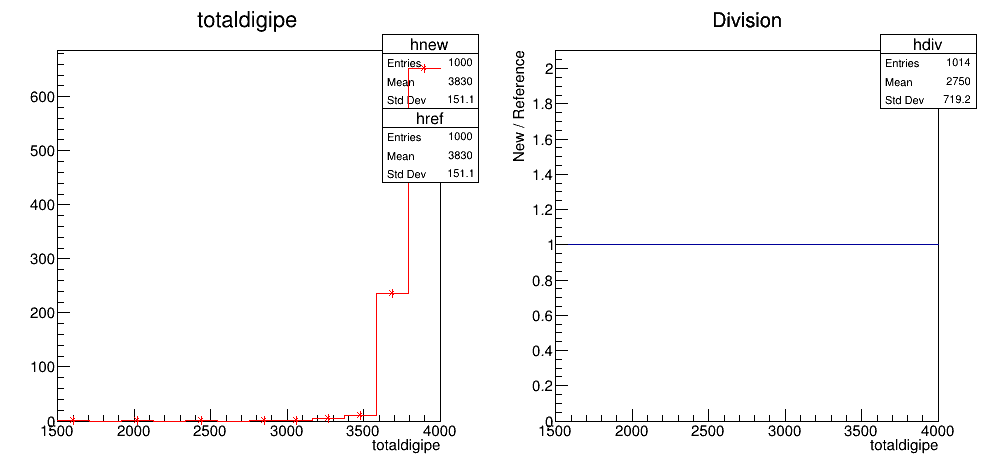 totaldigipe
hnew
Entries 1000
Mean 3830
Std Dev 151.1
href
Entries 1000
Mean 3830
Std Dev 151.1
600
500
400
300
200
100
0
1500 2000 2500 3000 3500 4000
totaldigipe
Division
hdiv
Entries 1014
Mean 2750
Std Dev 719.2
New / Reference
2
1.8
1.6
1.4
1.2
1
0.8
0.6
0.4
0.2
0
1500 2000 2500 3000 3500 4000
totaldigipe